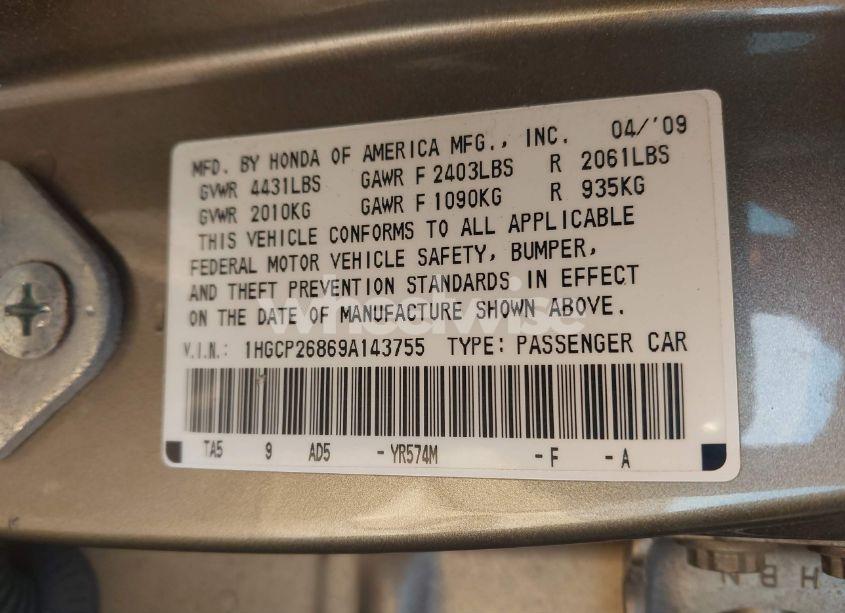 MFD. BY HONDA OF AMERICA MFG., INC. 04/'09
GVWR 4431LBS GAWR F 2403LBS R 2061LBS
GVWR 2010KG GAWR F 1090KG R 935KG
THIS VEHICLE CONFORMS TO ALL APPLICABLE
FEDERAL MOTOR VEHICLE SAFETY, BUMPER,
AND THEFT PREVENTION STANDARDS IN EFFECT
ON THE DATE OF MANUFACTURE SHOWN ABOVE.
wheelwise
V.I.N.: 1HGCP26869A143755 TYPE: PASSENGER CAR
TA5 9 AD5 -YR574M -F -A
HBN